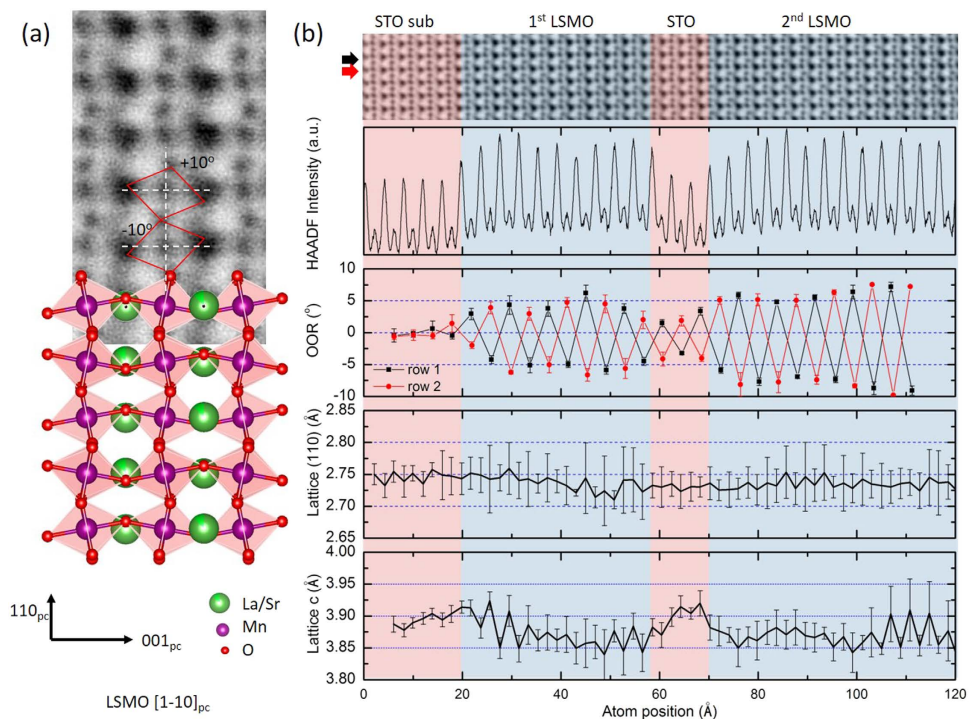 (a)
+10°
-10°
110pc
001pc
La/Sr
Mn
O
LSMO [1-10]pc
(b)
STO sub
1st LSMO
STO
2nd LSMO
HAADF Intensity (a.u.)
OOR (°)
10
5
0
-5
-10
row 1
row 2
Lattice (110) (Å)
2.85
2.80
2.75
2.70
2.65
Lattice c (Å)
4.00
3.95
3.90
3.85
3.80
0
20
40
60
80
100
120
Atom position (Å)